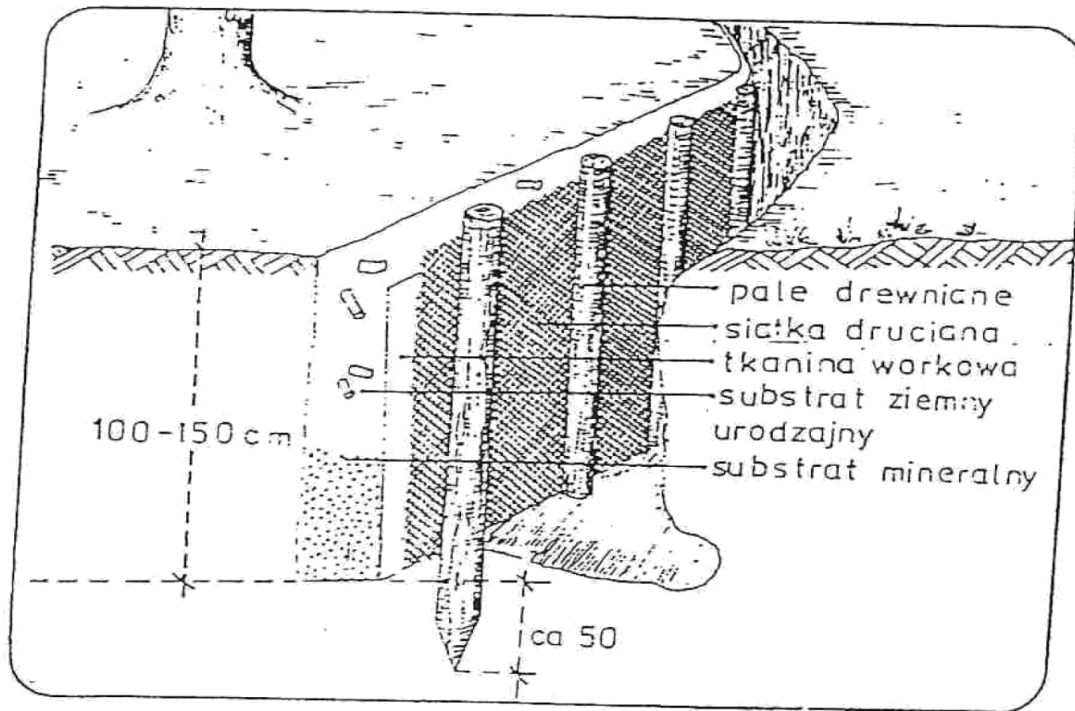 pale drewniane
siatka druciana
tkanina workowa
substrat ziemny
urodzajny
substrat mineralny
100-150 cm
ca 50